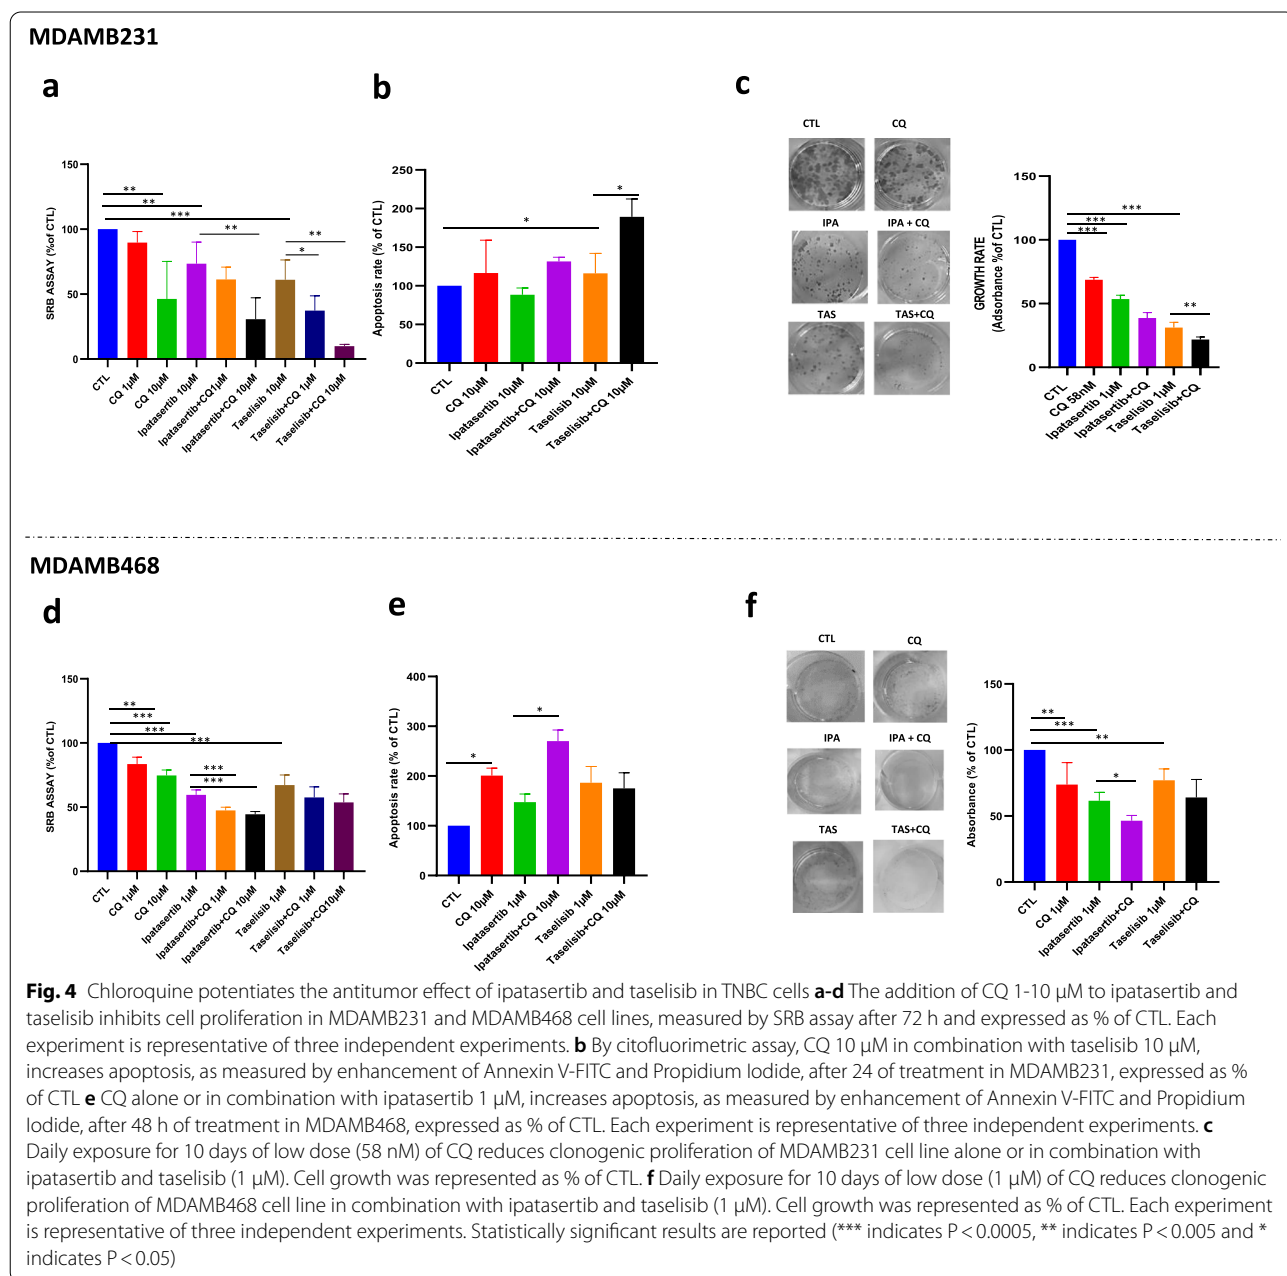 MDAMB231
a
150
100
50
0
SRB ASSAY (%of CTL)
**
**
***
**
**
*
CTL
CQ 1µM
CQ 10µM
Ipatasertib 10µM
Ipatasertib+CQ1µM
Ipatasertib+CQ 10µM
Taselisib 10µM
Taselisib+CQ 1µM
Taselisib+CQ 10µM
b
250
200
150
100
50
0
Apoptosis rate (% of CTL)
*
*
CTL
CQ 10µM
Ipatasertib 10µM
Ipatasertib+CQ 10µM
Taselisib 10µM
Taselisib+CQ 10µM
c
CTL
CQ
IPA
IPA + CQ
TAS
TAS+CQ
150
100
50
0
GROWTH RATE
(Adsorbance %of CTL)
***
***
***
**
CTL
CQ 58nM
Ipatasertib 1µM
Ipatasertib+CQ
Taselisib 1µM
Taselisib+CQ
MDAMB468
d
150
100
50
0
SRB ASSAY (%of CTL)
**
***
***
***
***
***
CTL
CQ 1µM
CQ 10µM
Ipatasertib 1µM
Ipatasertib+CQ 1µM
Ipatasertib+CQ 10µM
Taselisib 1µM
Taselisib+CQ 1µM
Taselisib+CQ10µM
e
400
300
200
100
0
Apoptosis rate (% of CTL)
*
*
CTL
CQ 10µM
Ipatasertib 1µM
Ipatasertib+CQ 10µM
Taselisib 1µM
Taselisib+CQ 10µM
f
CTL
CQ
IPA
IPA + CQ
TAS
TAS+CQ
150
100
50
0
Absorbance (% of CTL)
**
***
**
*
CTL
CQ 1µM
Ipatasertib 1µM
Ipatasertib+CQ
Taselisib 1µM
Taselisib+CQ
Fig. 4 Chloroquine potentiates the antitumor effect of ipatasertib and taselisib in TNBC cells a-d The addition of CQ 1-10 µM to ipatasertib and
taselisib inhibits cell proliferation in MDAMB231 and MDAMB468 cell lines, measured by SRB assay after 72 h and expressed as % of CTL. Each
experiment is representative of three independent experiments. b By citofluorimetric assay, CQ 10 µM in combination with taselisib 10 µM,
increases apoptosis, as measured by enhancement of Annexin V-FITC and Propidium Iodide, after 24 of treatment in MDAMB231, expressed as %
of CTL e CQ alone or in combination with ipatasertib 1 µM, increases apoptosis, as measured by enhancement of Annexin V-FITC and Propidium
Iodide, after 48 h of treatment in MDAMB468, expressed as % of CTL. Each experiment is representative of three independent experiments. c
Daily exposure for 10 days of low dose (58 nM) of CQ reduces clonogenic proliferation of MDAMB231 cell line alone or in combination with
ipatasertib and taselisib (1 µM). Cell growth was represented as % of CTL. f Daily exposure for 10 days of low dose (1 µM) of CQ reduces clonogenic
proliferation of MDAMB468 cell line in combination with ipatasertib and taselisib (1 µM). Cell growth was represented as % of CTL. Each experiment
is representative of three independent experiments. Statistically significant results are reported (*** indicates P < 0.0005, ** indicates P < 0.005 and *
indicates P < 0.05)